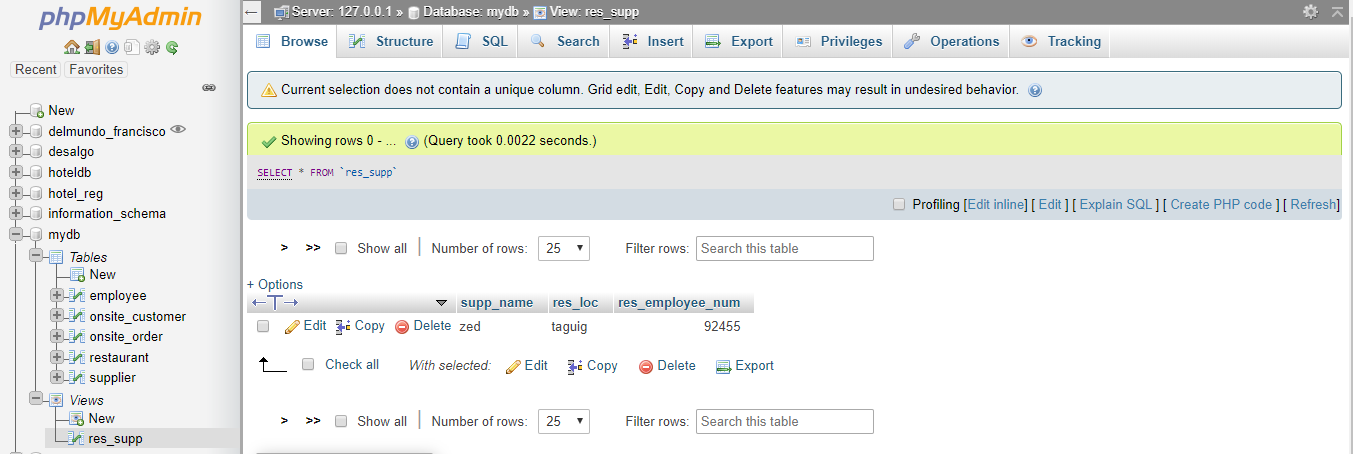 phpMyAdmin
Recent Favorites
New
delmundo_francisco
desalgo
hoteldb
hotel_reg
information_schema
mydb
Tables
New
employee
onsite_customer
onsite_order
restaurant
supplier
Views
New
res_supp
Server: 127.0.0.1 » Database: mydb » View: res_supp
Browse Structure SQL Search Insert Export Privileges Operations Tracking
Current selection does not contain a unique column. Grid edit, Edit, Copy and Delete features may result in undesired behavior.
Showing rows 0 - ... (Query took 0.0022 seconds.)
SELECT * FROM `res_supp`
Profiling [Edit inline] [ Edit ] [ Explain SQL ] [ Create PHP code ] [ Refresh]
> >> Show all | Number of rows: 25 Filter rows: Search this table
+ Options
←T→ supp_name res_loc res_employee_num
Edit Copy Delete zed taguig 92455
Check all With selected: Edit Copy Delete Export
> >> Show all | Number of rows: 25 Filter rows: Search this table